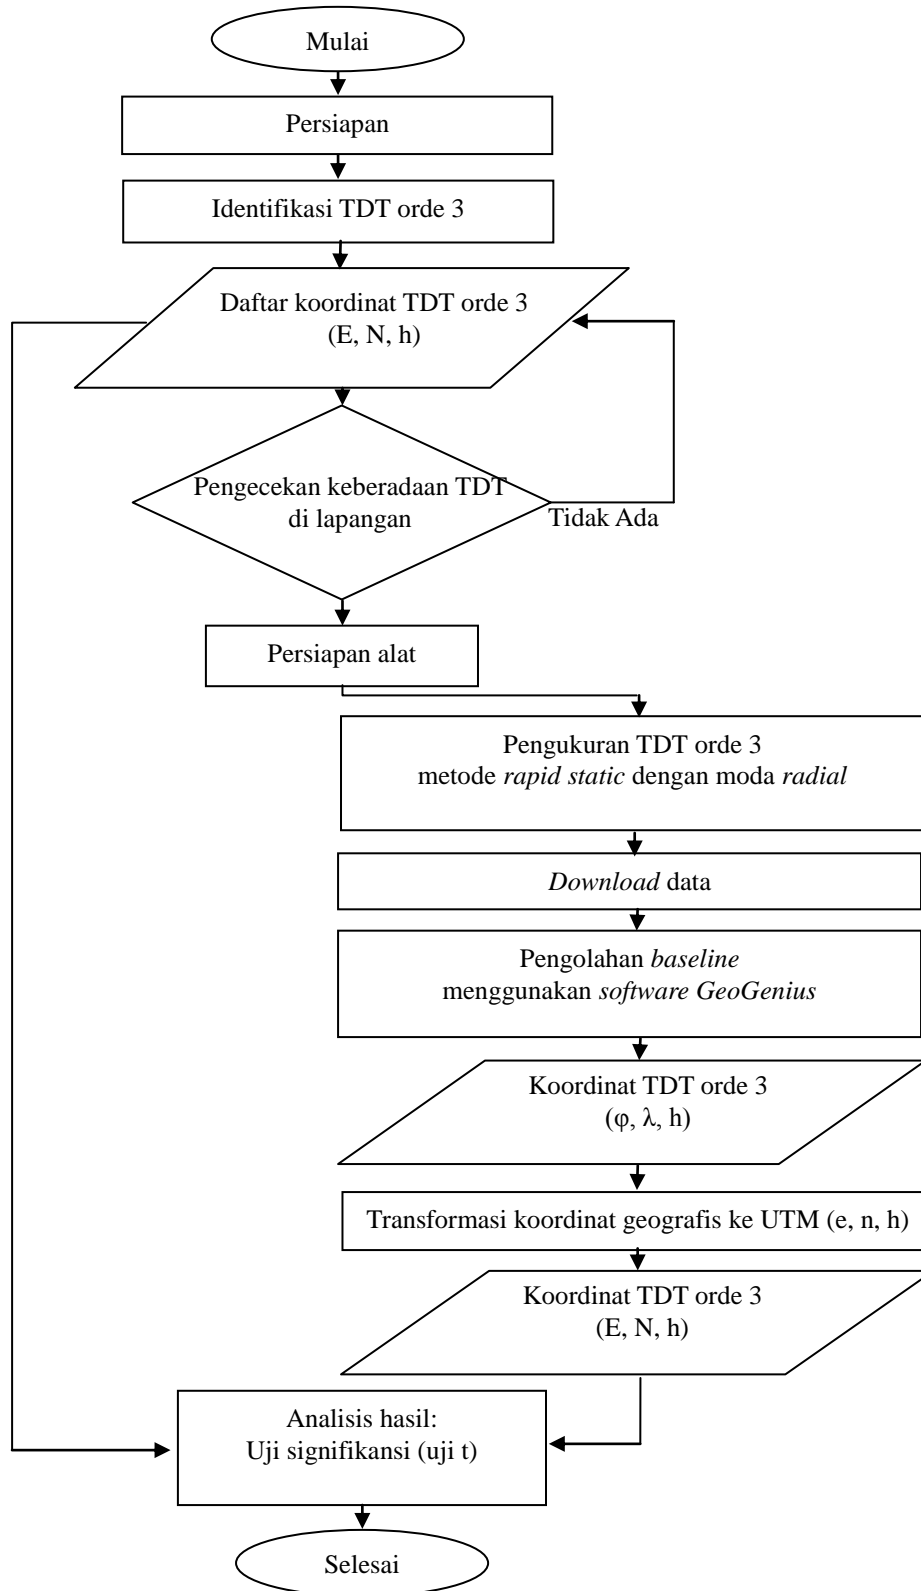 Mulai
Persiapan
Identifikasi TDT orde 3
Daftar koordinat TDT orde 3
(E, N, h)
Pengecekan keberadaan TDT
di lapangan
Tidak Ada
Persiapan alat
Pengukuran TDT orde 3
metode rapid static dengan moda radial
Download data
Pengolahan baseline
menggunakan software GeoGenius
Koordinat TDT orde 3
(φ, λ, h)
Transformasi koordinat geografis ke UTM (e, n, h)
Koordinat TDT orde 3
(E, N, h)
Analisis hasil:
Uji signifikansi (uji t)
Selesai